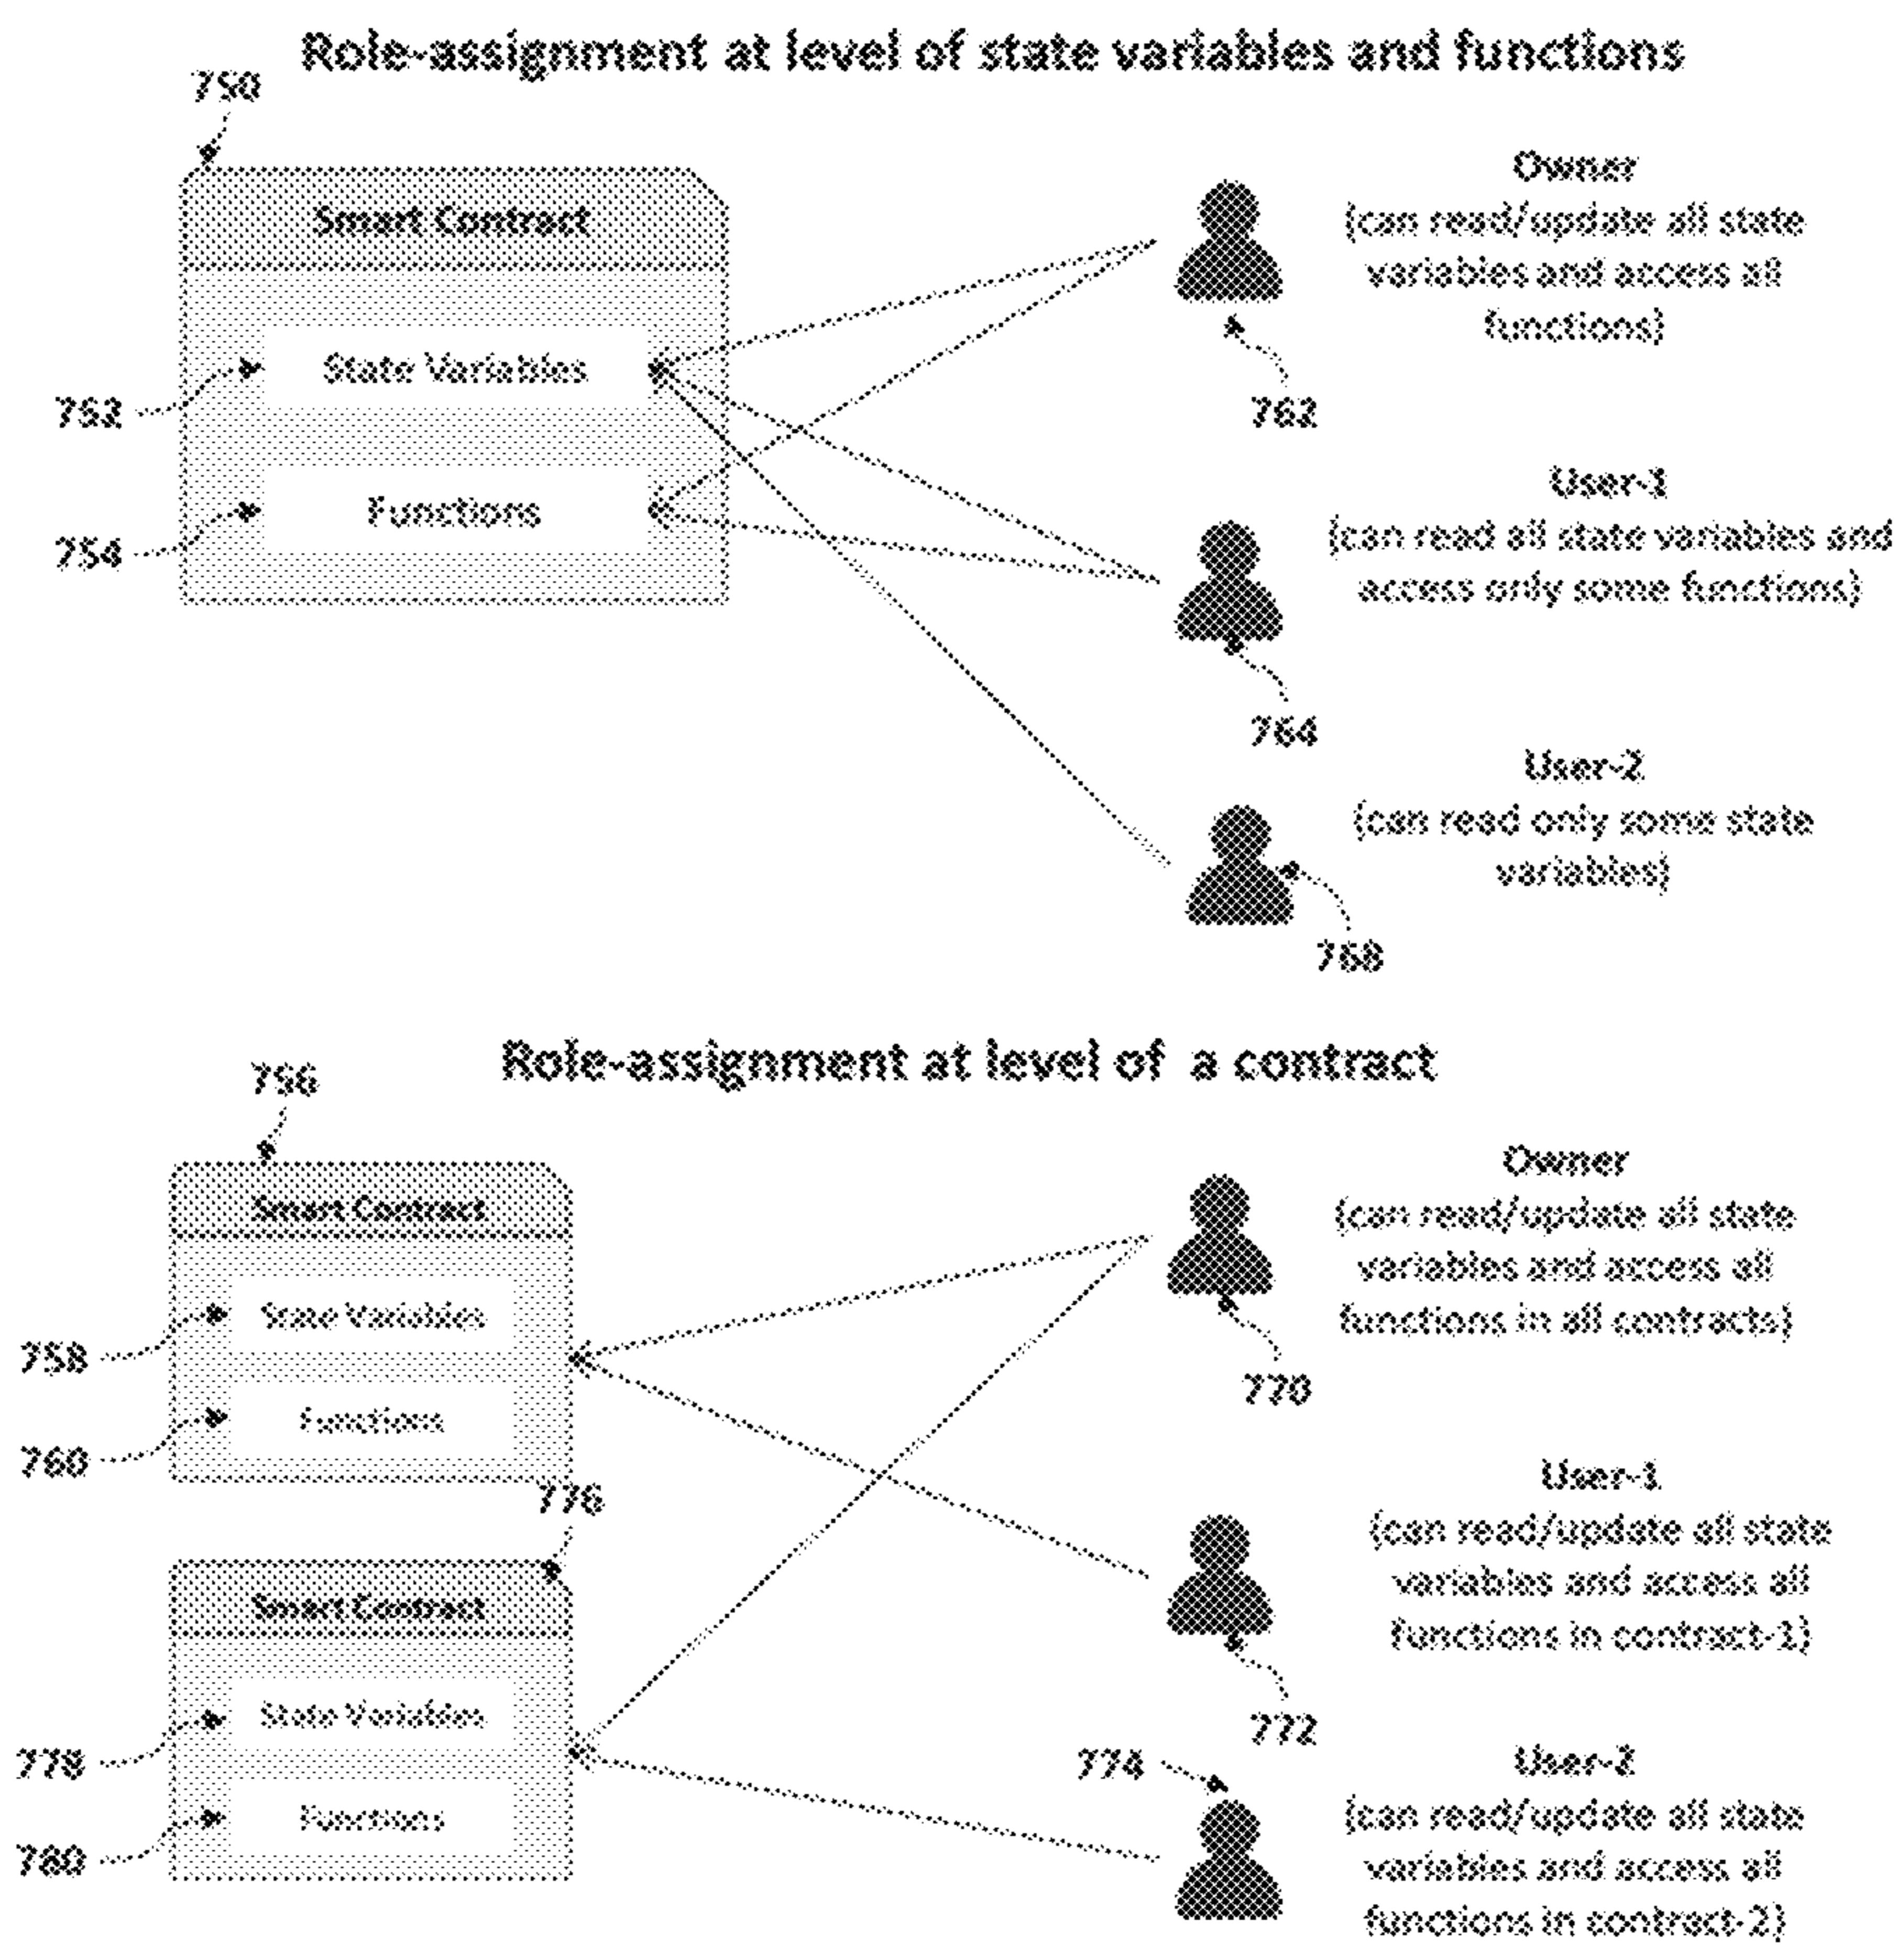 Role-assignment at level of state variables and functions
750
Smart Contract
State Variables
752
Functions
754
Owner
(can read/update all state
variables and access all
functions)
762
User-1
(can read all state variables and
access only some functions)
764
User-2
(can read only some state
variables)
768
Role-assignment at level of a contract
756
Smart Contract
State Variables
758
Functions
760
776
Smart Contract
State Variables
778
Functions
780
Owner
(can read/update all state
variables and access all
functions in all contracts)
770
User-1
(can read/update all state
variables and access all
functions in contract-1)
772
774
User-2
(can read/update all state
variables and access all
functions in contract-2)